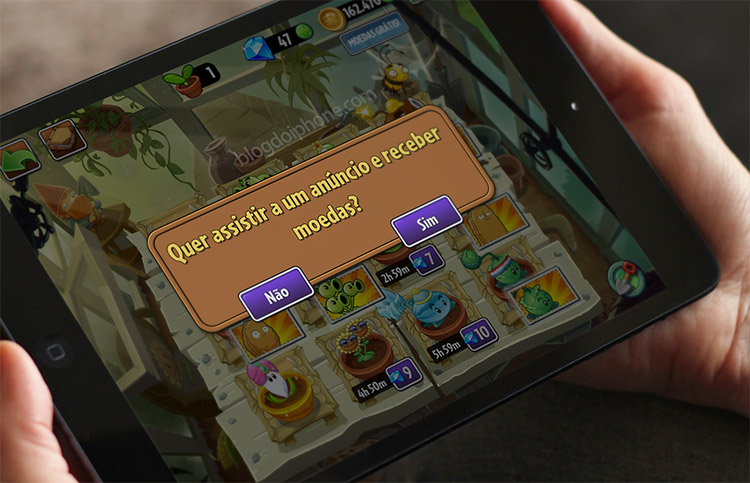 1
47
162.470
MOEDAS GRÁTIS!
blogdoiphone.com
Quer assistir a um anúncio e receber
moedas?
Não
Sim
2h 59m 7
5h 59m 10
4h 50m 9